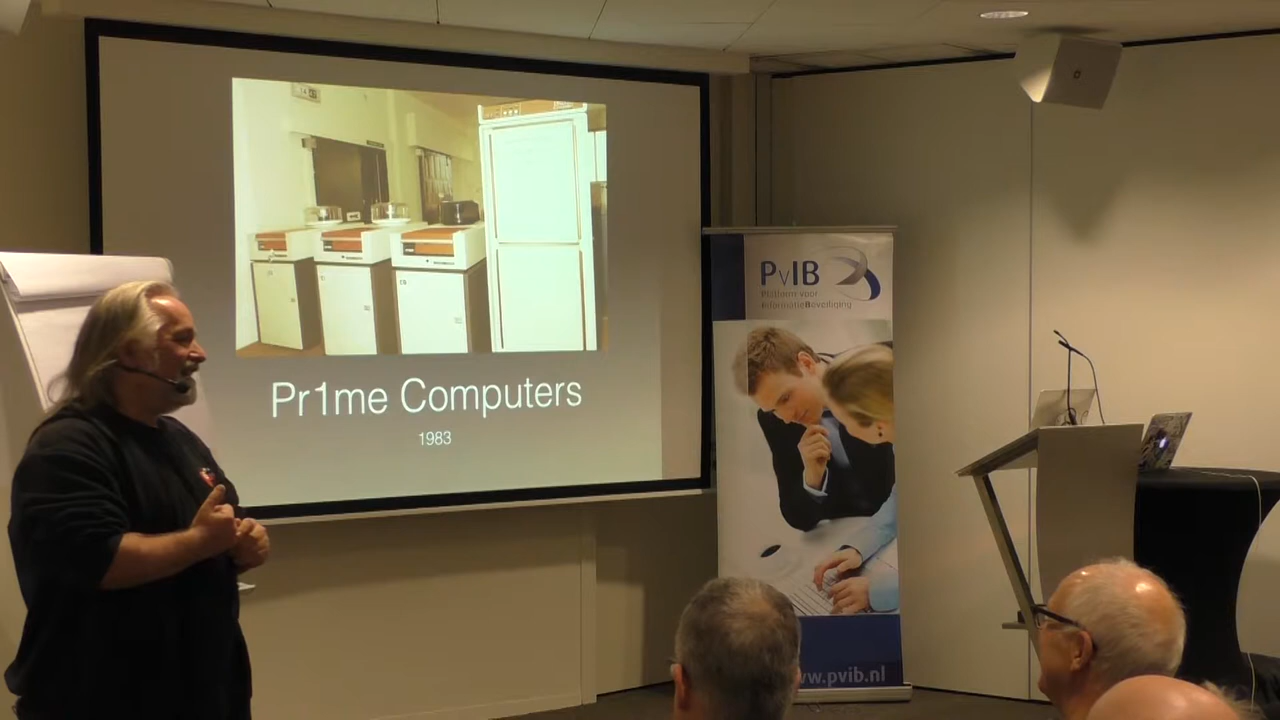 Pr1me Computers
1983
PvIB
Platform voor
InformatieBeveiliging
www.pvib.nl